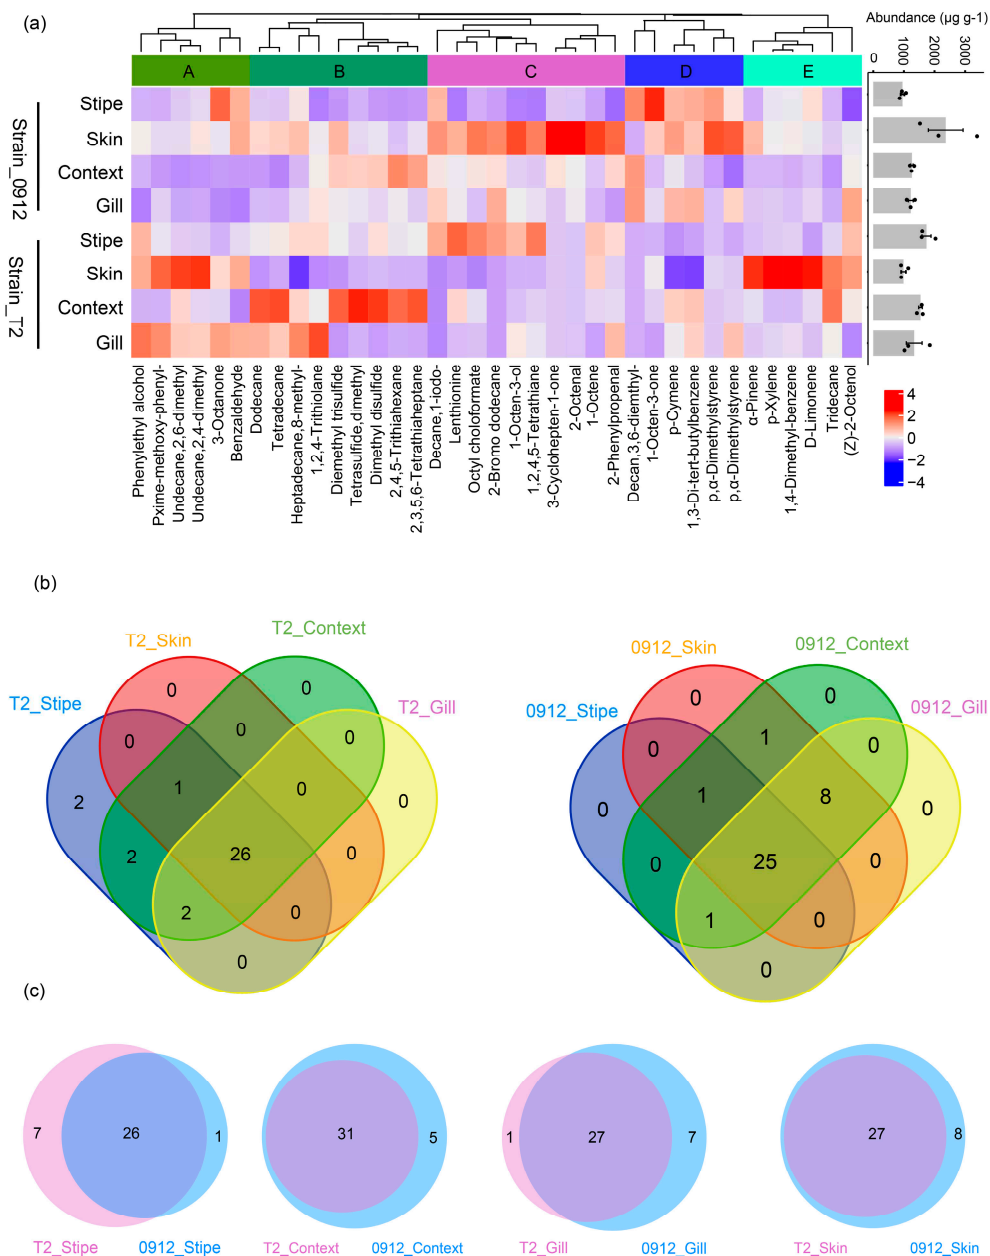 (a)
Abundance (µg g-1)
0
1000
2000
3000
A
B
C
D
E
Strain_0912
Stipe
Skin
Context
Gill
Strain_T2
Stipe
Skin
Context
Gill
Phenylethyl alcohol
Pxime-methoxy-phenyl-
Undecane,2,6-dimethyl
Undecane,2,4-dimethyl
3-Octanone
Benzaldehyde
Dodecane
Tetradecane
Heptadecane,8-methyl-
1,2,4-Trithiolane
Diemethyl trisulfide
Tetrasulfide,dimethyl
Dimethyl disulfide
2,4,5-Trithiahexane
2,3,5,6-Tetrathiaheptane
Decane,1-iodo-
Lenthionine
Octyl choloformate
2-Bromo dodecane
1-Octen-3-ol
1,2,4,5-Tetrathiane
3-Cyclohepten-1-one
2-Octenal
1-Octene
2-Phenylpropenal
Decan,3,6-diemthyl-
1-Octen-3-one
p-Cymene
1,3-Di-tert-butylbenzene
p,α-Dimethylstyrene
p,α-Dimethylstyrene
α-Pinene
p-Xylene
1,4-Dimethyl-benzene
D-Limonene
Tridecane
(Z)-2-Octenol
4
2
0
−2
−4
(b)
T2_Skin
T2_Context
T2_Stipe
T2_Gill
0
0
0
0
0
2
1
0
0
2
26
0
2
0
0
0912_Skin
0912_Context
0912_Stipe
0912_Gill
0
0
0
1
0
0
1
8
0
0
25
0
1
0
0
(c)
7
26
1
T2_Stipe
0912_Stipe
31
5
T2_Context
0912_Context
1
27
7
T2_Gill
0912_Gill
27
8
T2_Skin
0912_Skin